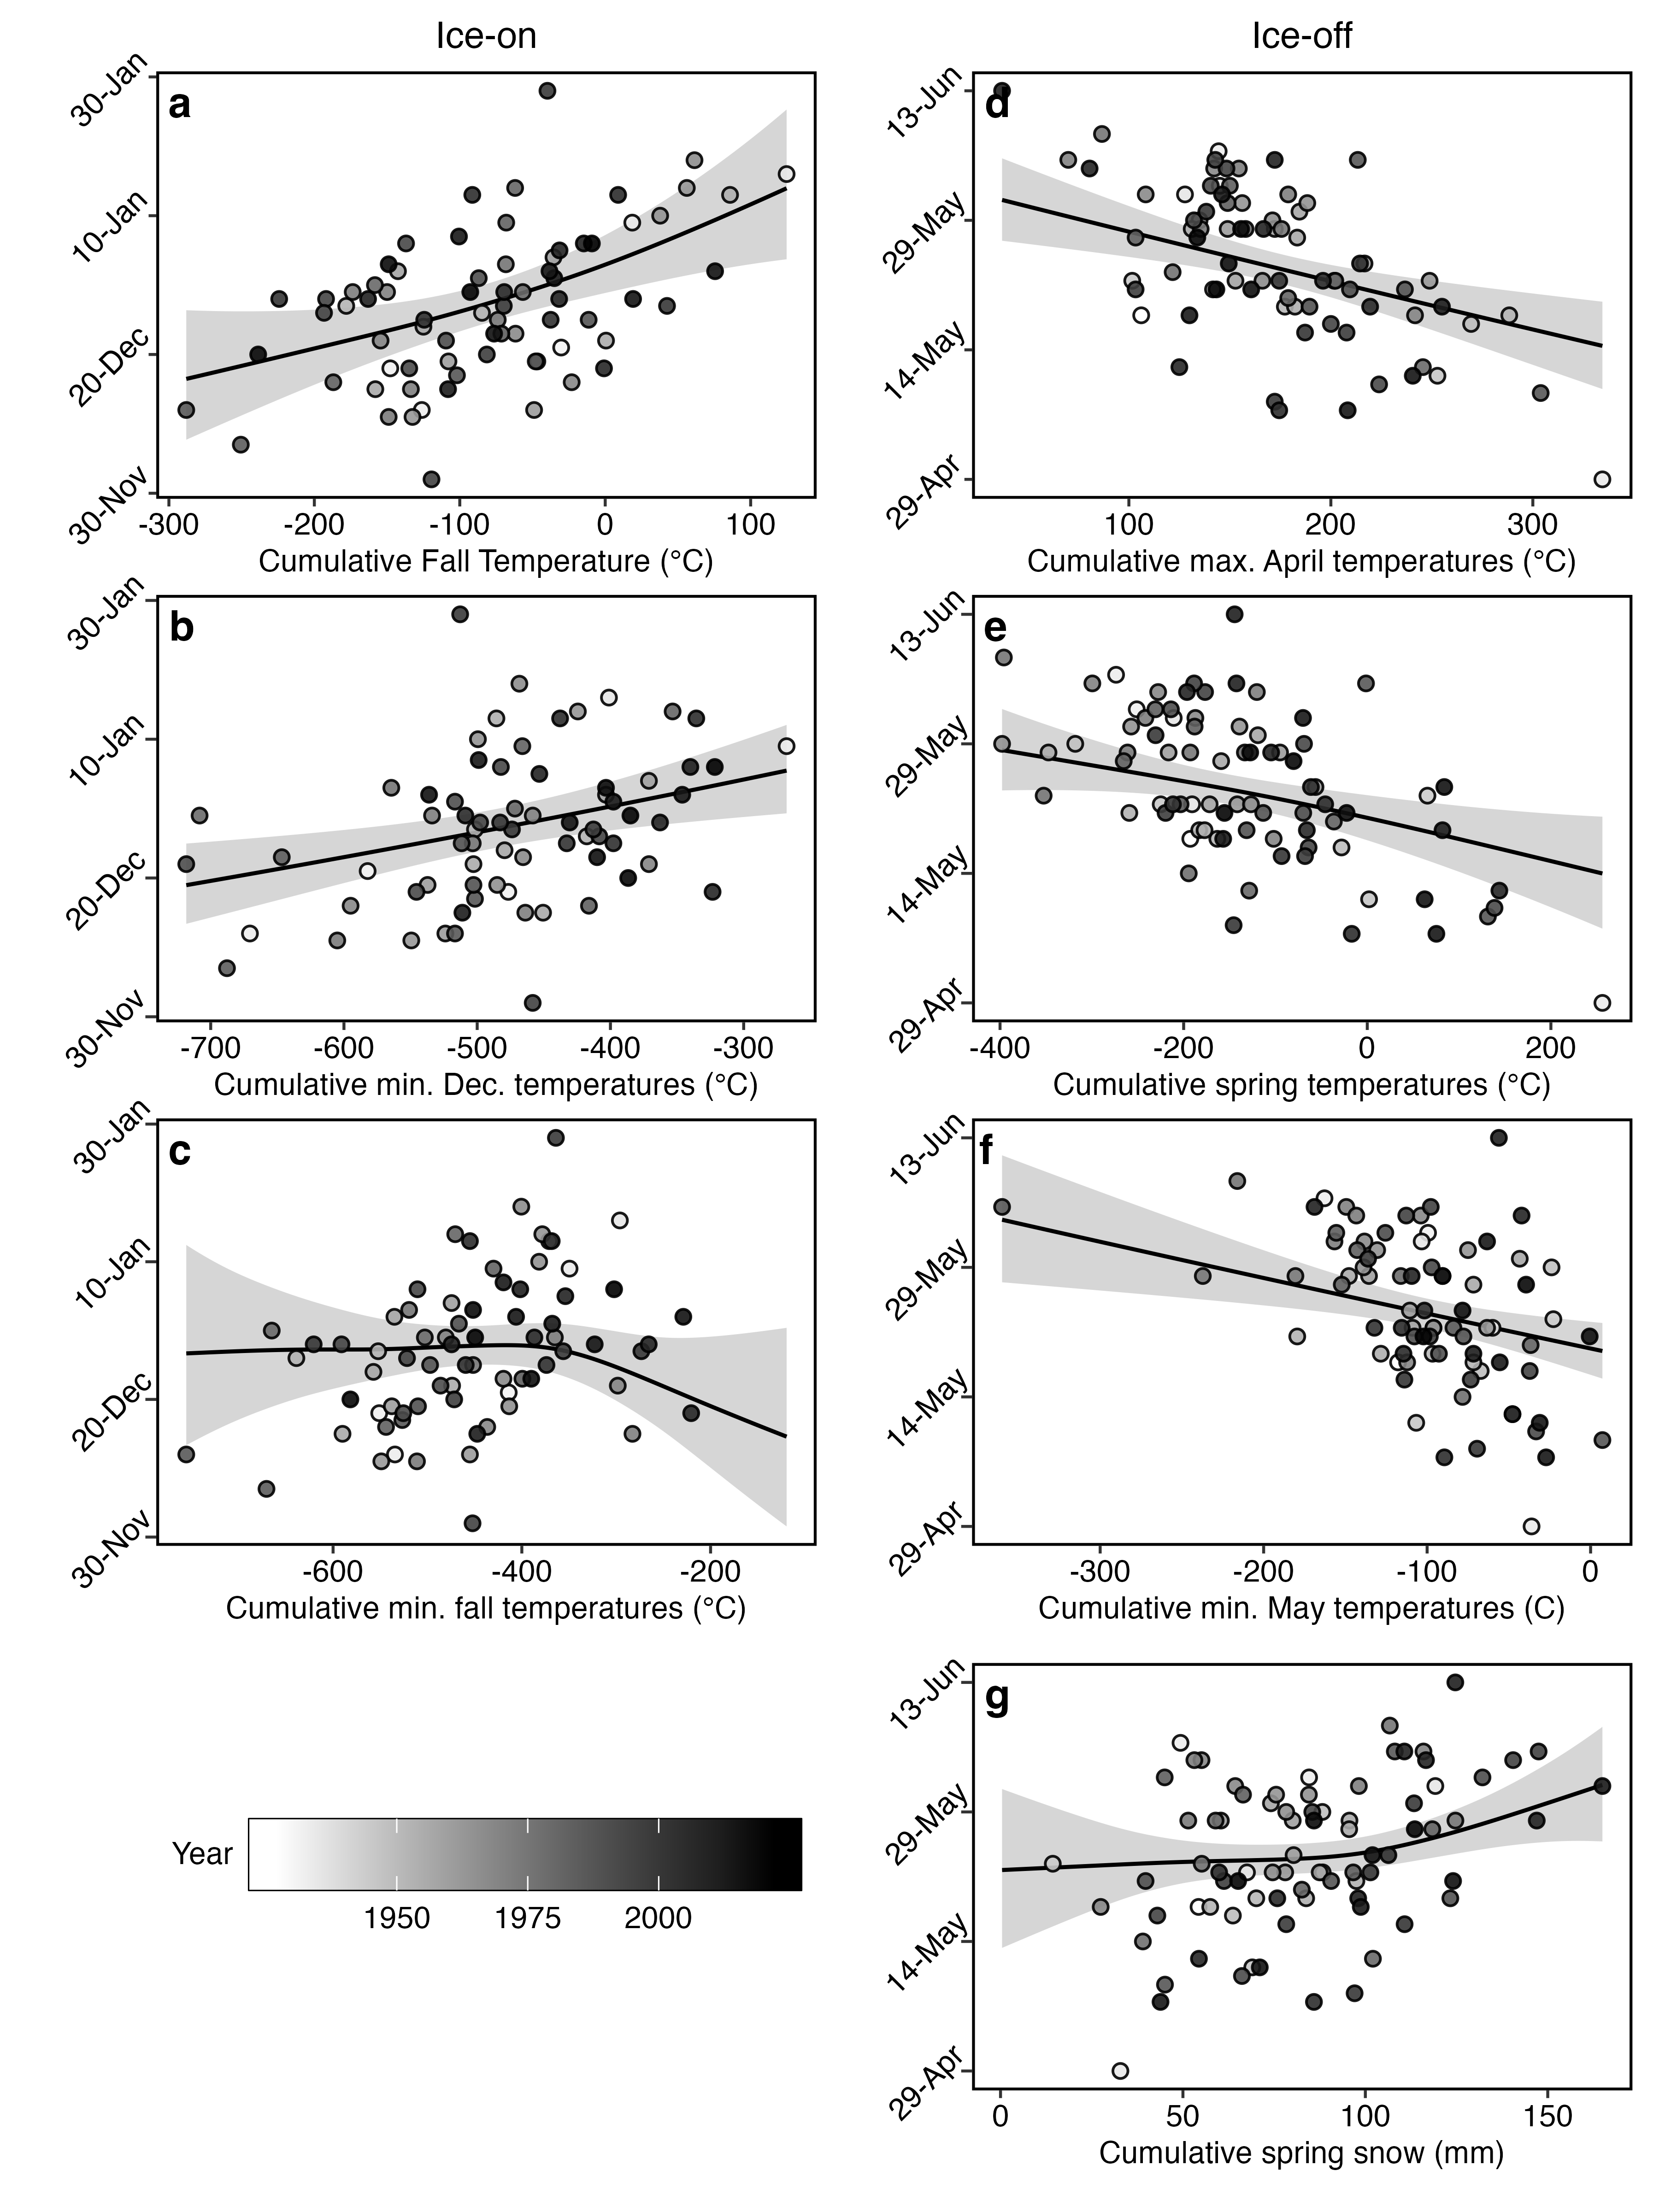 Ice-on
Ice-off
a
30-Jan
10-Jan
20-Dec
30-Nov
-300 -200 -100 0 100
Cumulative Fall Temperature (°C)
d
13-Jun
29-May
14-May
29-Apr
100 200 300
Cumulative max. April temperatures (°C)
b
30-Jan
10-Jan
20-Dec
30-Nov
-700 -600 -500 -400 -300
Cumulative min. Dec. temperatures (°C)
e
13-Jun
29-May
14-May
29-Apr
-400 -200 0 200
Cumulative spring temperatures (°C)
c
30-Jan
10-Jan
20-Dec
30-Nov
-600 -400 -200
Cumulative min. fall temperatures (°C)
f
13-Jun
29-May
14-May
29-Apr
-300 -200 -100 0
Cumulative min. May temperatures (C)
Year
1950 1975 2000
g
13-Jun
29-May
14-May
29-Apr
0 50 100 150
Cumulative spring snow (mm)